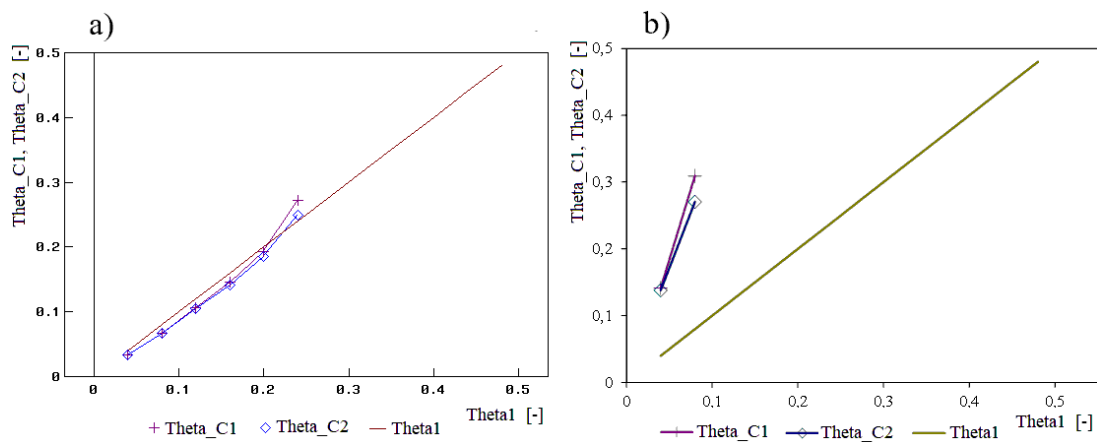 a)
Theta_C1, Theta_C2 [-]
0.5
0.4
0.3
0.2
0.1
0
0 0.1 0.2 0.3 0.4 0.5
Theta1 [-]
Theta_C1 Theta_C2 Theta1
b)
Theta_C1, Theta_C2 [-]
0,5
0,4
0,3
0,2
0,1
0
0 0,1 0,2 0,3 0,4 0,5
Theta1 [-]
Theta_C1 Theta_C2 Theta1